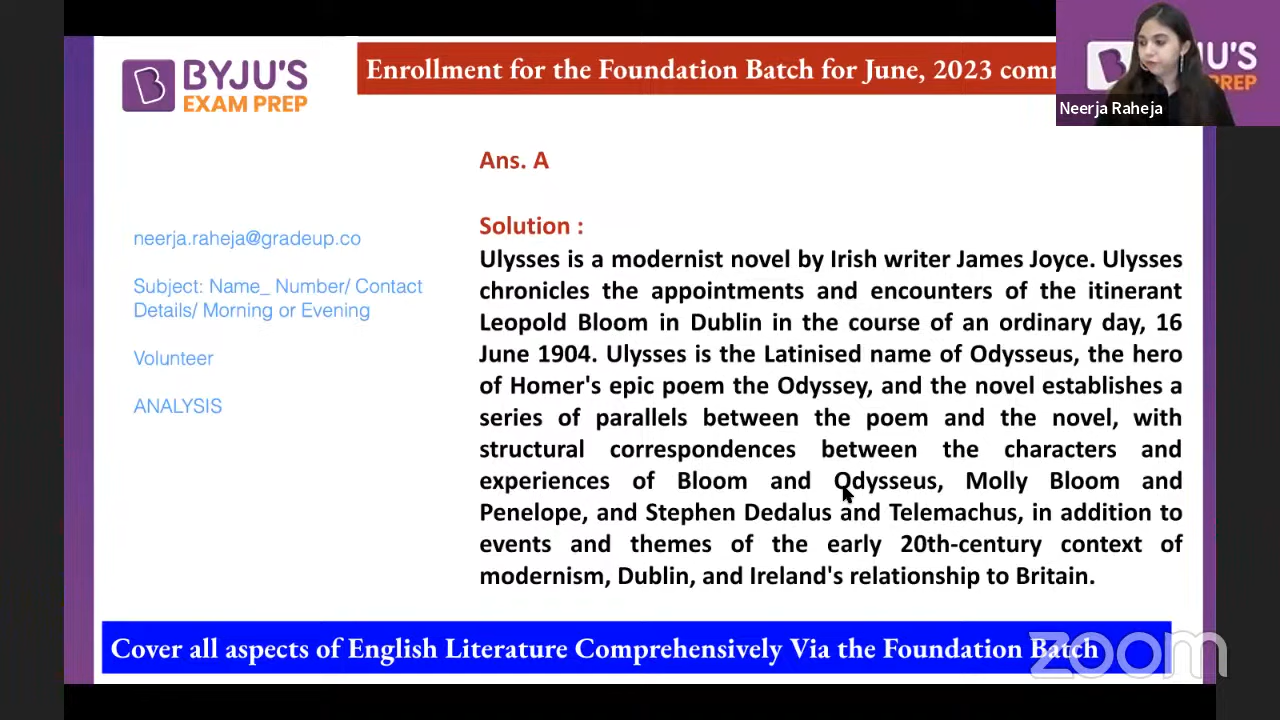 BYJU'S
EXAM PREP
Enrollment for the Foundation Batch for June, 2023
Neerja Raheja
Ans. A
neerja.raheja@gradeup.co
Subject: Name_ Number/ Contact
Details/ Morning or Evening
Volunteer
ANALYSIS
Solution :
Ulysses is a modernist novel by Irish writer James Joyce. Ulysses
chronicles the appointments and encounters of the itinerant
Leopold Bloom in Dublin in the course of an ordinary day, 16
June 1904. Ulysses is the Latinised name of Odysseus, the hero
of Homer's epic poem the Odyssey, and the novel establishes a
series of parallels between the poem and the novel, with
structural correspondences between the characters and
experiences of Bloom and Odysseus, Molly Bloom and
Penelope, and Stephen Dedalus and Telemachus, in addition to
events and themes of the early 20th-century context of
modernism, Dublin, and Ireland's relationship to Britain.
Cover all aspects of English Literature Comprehensively Via the Foundation Batch
zoom